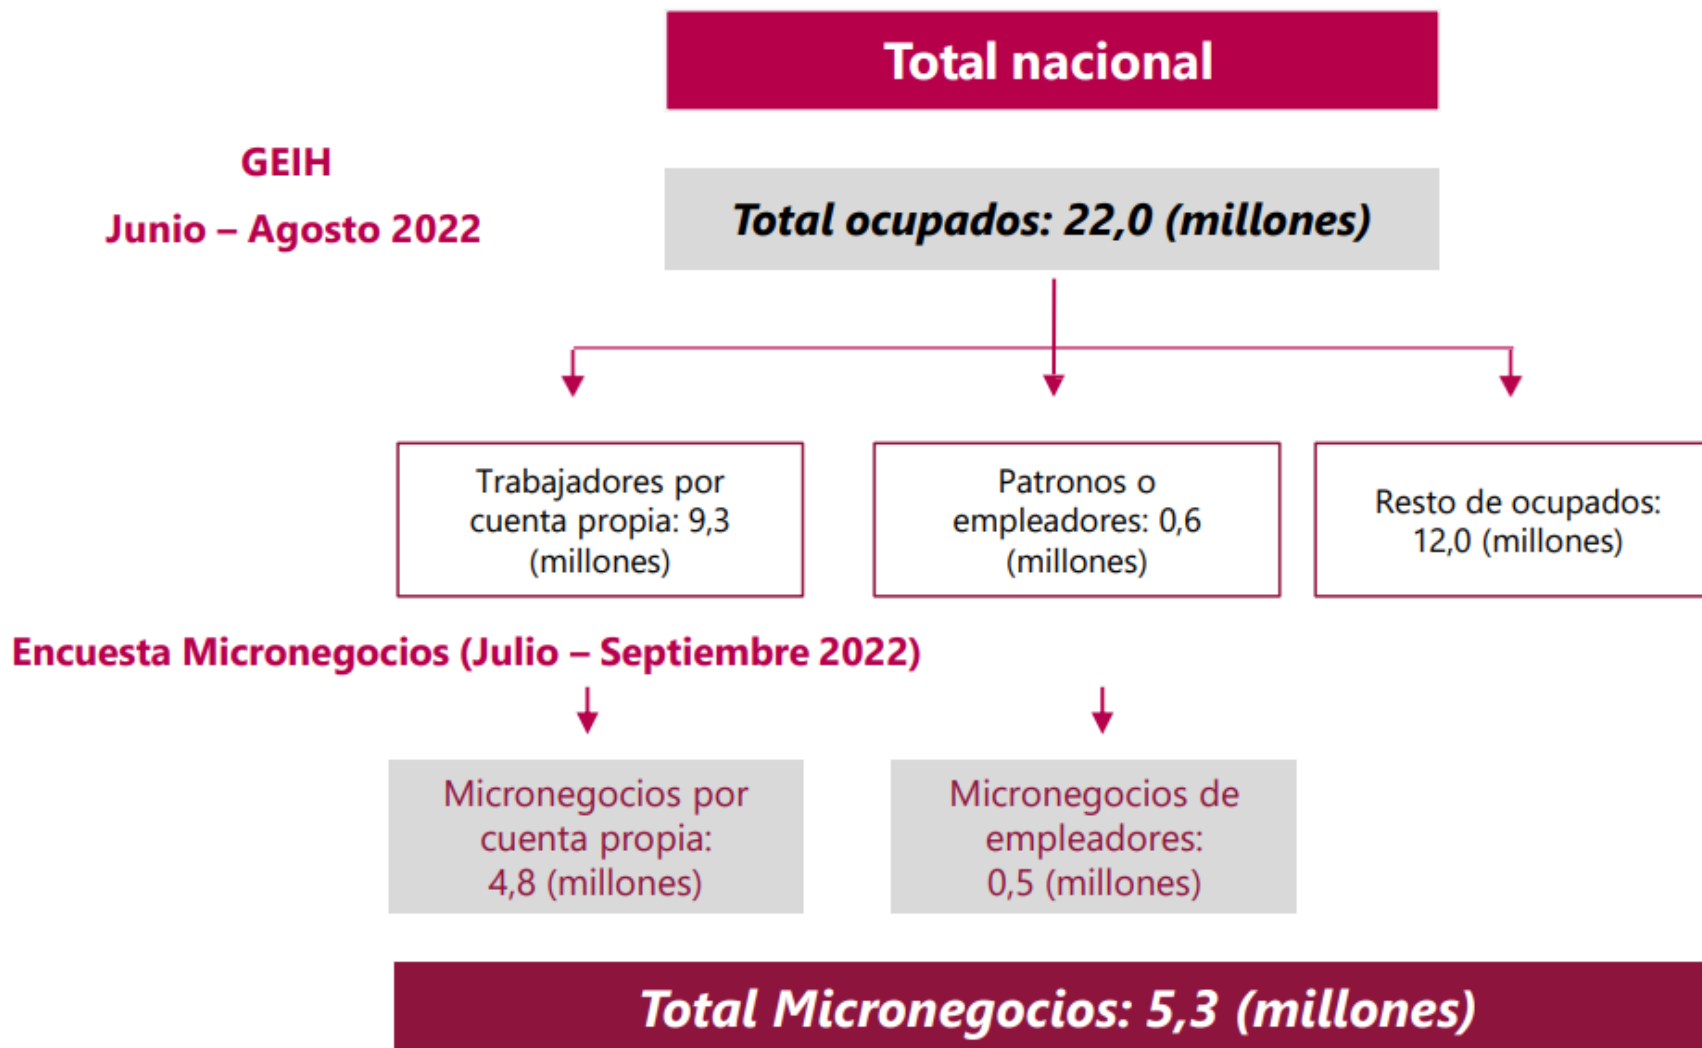 Total nacional
GEIH
Junio – Agosto 2022
Total ocupados: 22,0 (millones)
Trabajadores por
cuenta propia: 9,3
(millones)
Patronos o
empleadores: 0,6
(millones)
Resto de ocupados:
12,0 (millones)
Encuesta Micronegocios (Julio – Septiembre 2022)
Micronegocios por
cuenta propia:
4,8 (millones)
Micronegocios de
empleadores:
0,5 (millones)
Total Micronegocios: 5,3 (millones)